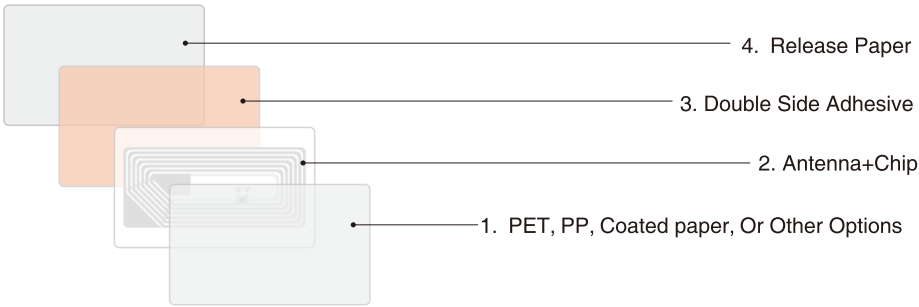 4. Release Paper
3. Double Side Adhesive
2. Antenna+Chip
1. PET, PP, Coated paper, Or Other Options